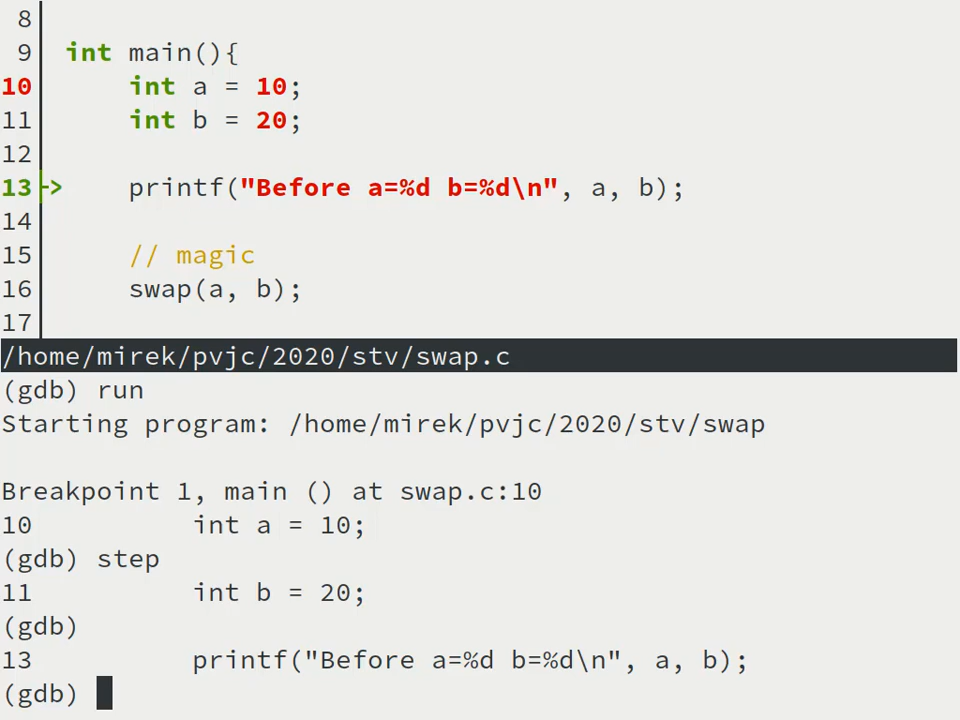 8
9 int main(){
10 int a = 10;
11 int b = 20;
12
13-> printf("Before a=%d b=%d\n", a, b);
14
15 // magic
16 swap(a, b);
17
/home/mirek/pvjc/2020/stv/swap.c
(gdb) run
Starting program: /home/mirek/pvjc/2020/stv/swap
Breakpoint 1, main () at swap.c:10
10 int a = 10;
(gdb) step
11 int b = 20;
(gdb)
13 printf("Before a=%d b=%d\n", a, b);
(gdb)